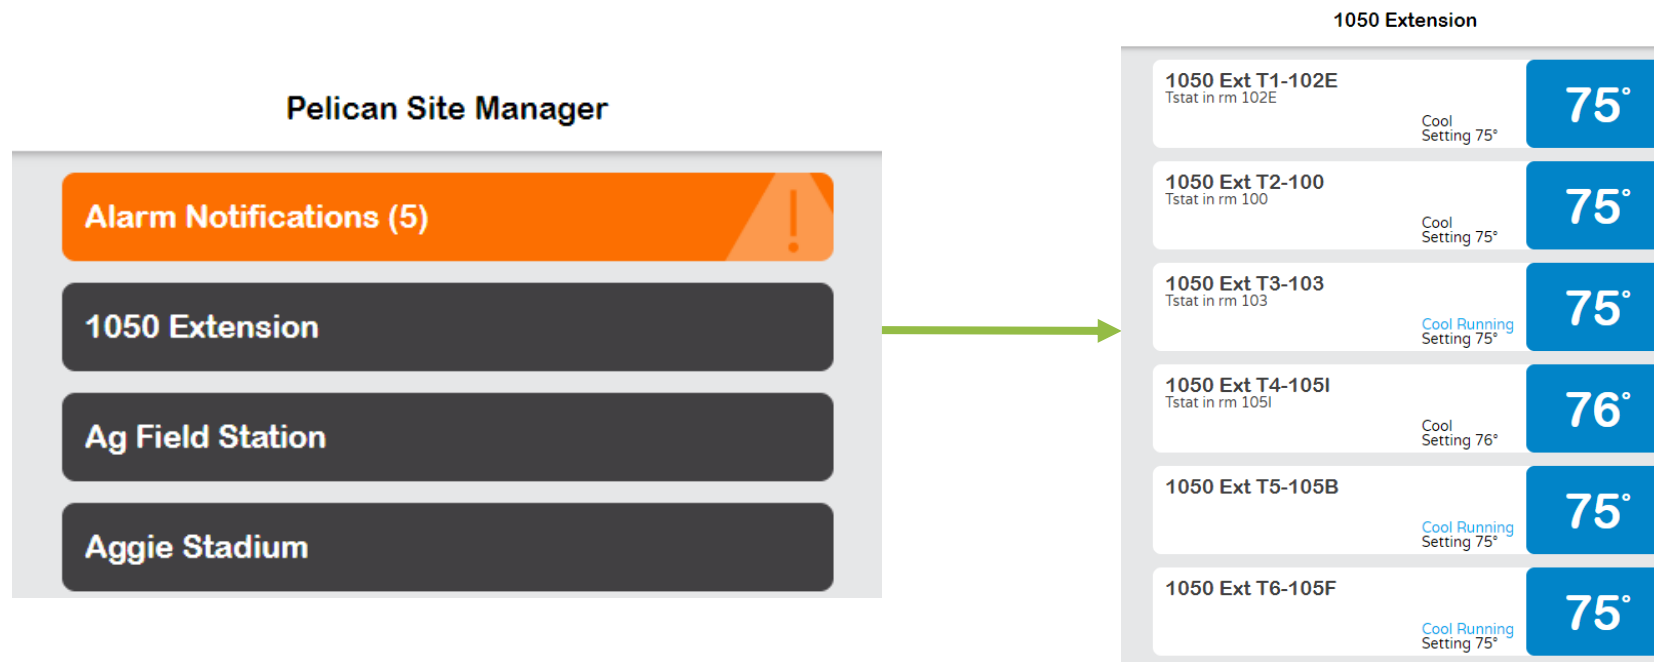 Pelican Site Manager
Alarm Notifications (5)
!
1050 Extension
Ag Field Station
Aggie Stadium
1050 Extension
1050 Ext T1-102E
Tstat in rm 102E
Cool
Setting 75°
75°
1050 Ext T2-100
Tstat in rm 100
Cool
Setting 75°
75°
1050 Ext T3-103
Tstat in rm 103
Cool Running
Setting 75°
75°
1050 Ext T4-105I
Tstat in rm 105I
Cool
Setting 76°
76°
1050 Ext T5-105B
Cool Running
Setting 75°
75°
1050 Ext T6-105F
Cool Running
Setting 75°
75°